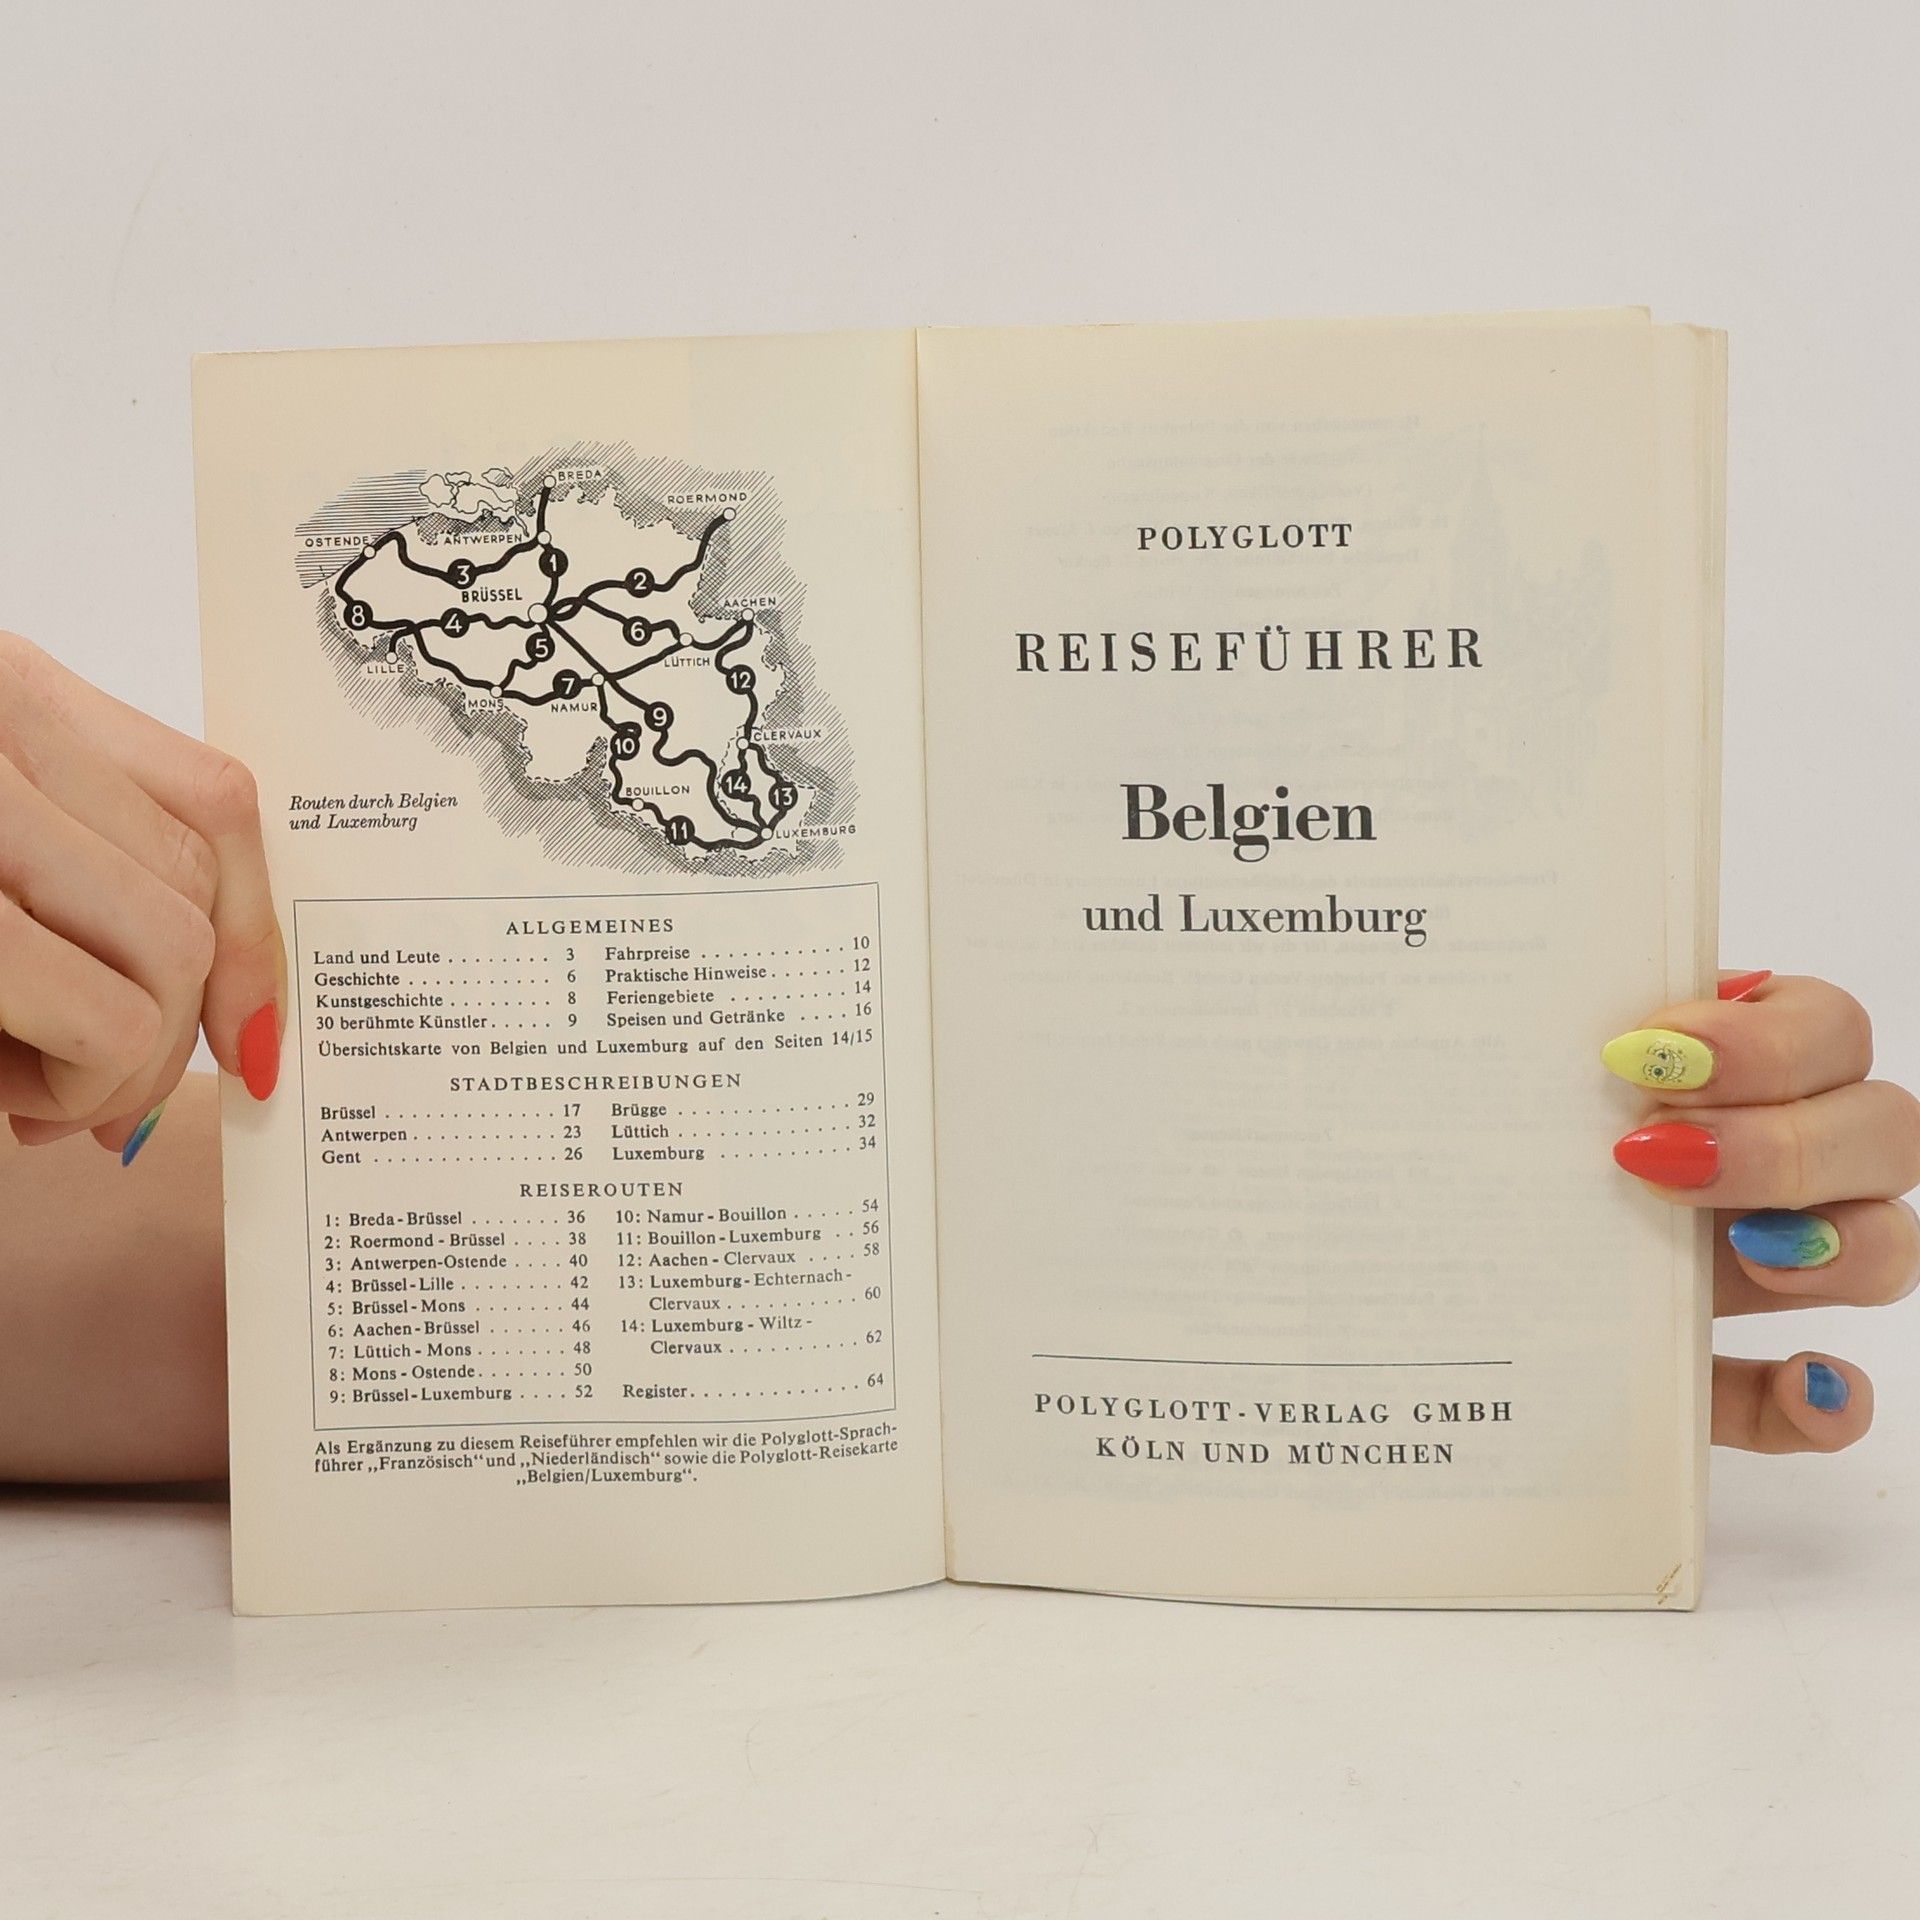 BREDA
ROERMOND
OSTENDE
ANTWERPEN
1
3
2
BRÜSSEL
AACHEN
8
4
6
5
LILLE
LÜTTICH
12
7
MONS
NAMUR
9
CLERVAUX
10
14
BOUILLON
13
11
LUXEMBURG
Routen durch Belgien
und Luxemburg
ALLGEMEINES
Land und Leute . . . . . . . . 3
Geschichte . . . . . . . . . . . 6
Kunstgeschichte . . . . . . . . 8
30 berühmte Künstler . . . . . 9
Fahrpreise . . . . . . . . . . . 10
Praktische Hinweise . . . . . . 12
Feriengebiete . . . . . . . . . 14
Speisen und Getränke . . . . 16
Übersichtskarte von Belgien und Luxemburg auf den Seiten 14/15
STADTBESCHREIBUNGEN
Brüssel . . . . . . . . . . . . . 17
Antwerpen . . . . . . . . . . . 23
Gent . . . . . . . . . . . . . . 26
Brügge . . . . . . . . . . . . . 29
Lüttich . . . . . . . . . . . . . 32
Luxemburg . . . . . . . . . . 34
REISEROUTEN
1: Breda-Brüssel . . . . . . . 36
2: Roermond - Brüssel . . . . 38
3: Antwerpen-Ostende . . . . 40
4: Brüssel-Lille . . . . . . . . 42
5: Brüssel-Mons . . . . . . . 44
6: Aachen-Brüssel . . . . . . 46
7: Lüttich - Mons . . . . . . . 48
8: Mons - Ostende . . . . . . . 50
9: Brüssel-Luxemburg . . . . 52
10: Namur - Bouillon . . . . . 54
11: Bouillon-Luxemburg . . 56
12: Aachen - Clervaux . . . . 58
13: Luxemburg-Echternach-
Clervaux . . . . . . . . . . 60
14: Luxemburg - Wiltz -
Clervaux . . . . . . . . . . 62
Register . . . . . . . . . . . . . 64
Als Ergänzung zu diesem Reiseführer empfehlen wir die Polyglott-Sprach-
führer „Französisch“ und „Niederländisch“ sowie die Polyglott-Reisekarte
„Belgien/Luxemburg“.
POLYGLOTT
REISEFÜHRER
Belgien
und Luxemburg
POLYGLOTT-VERLAG GMBH
KÖLN UND MÜNCHEN